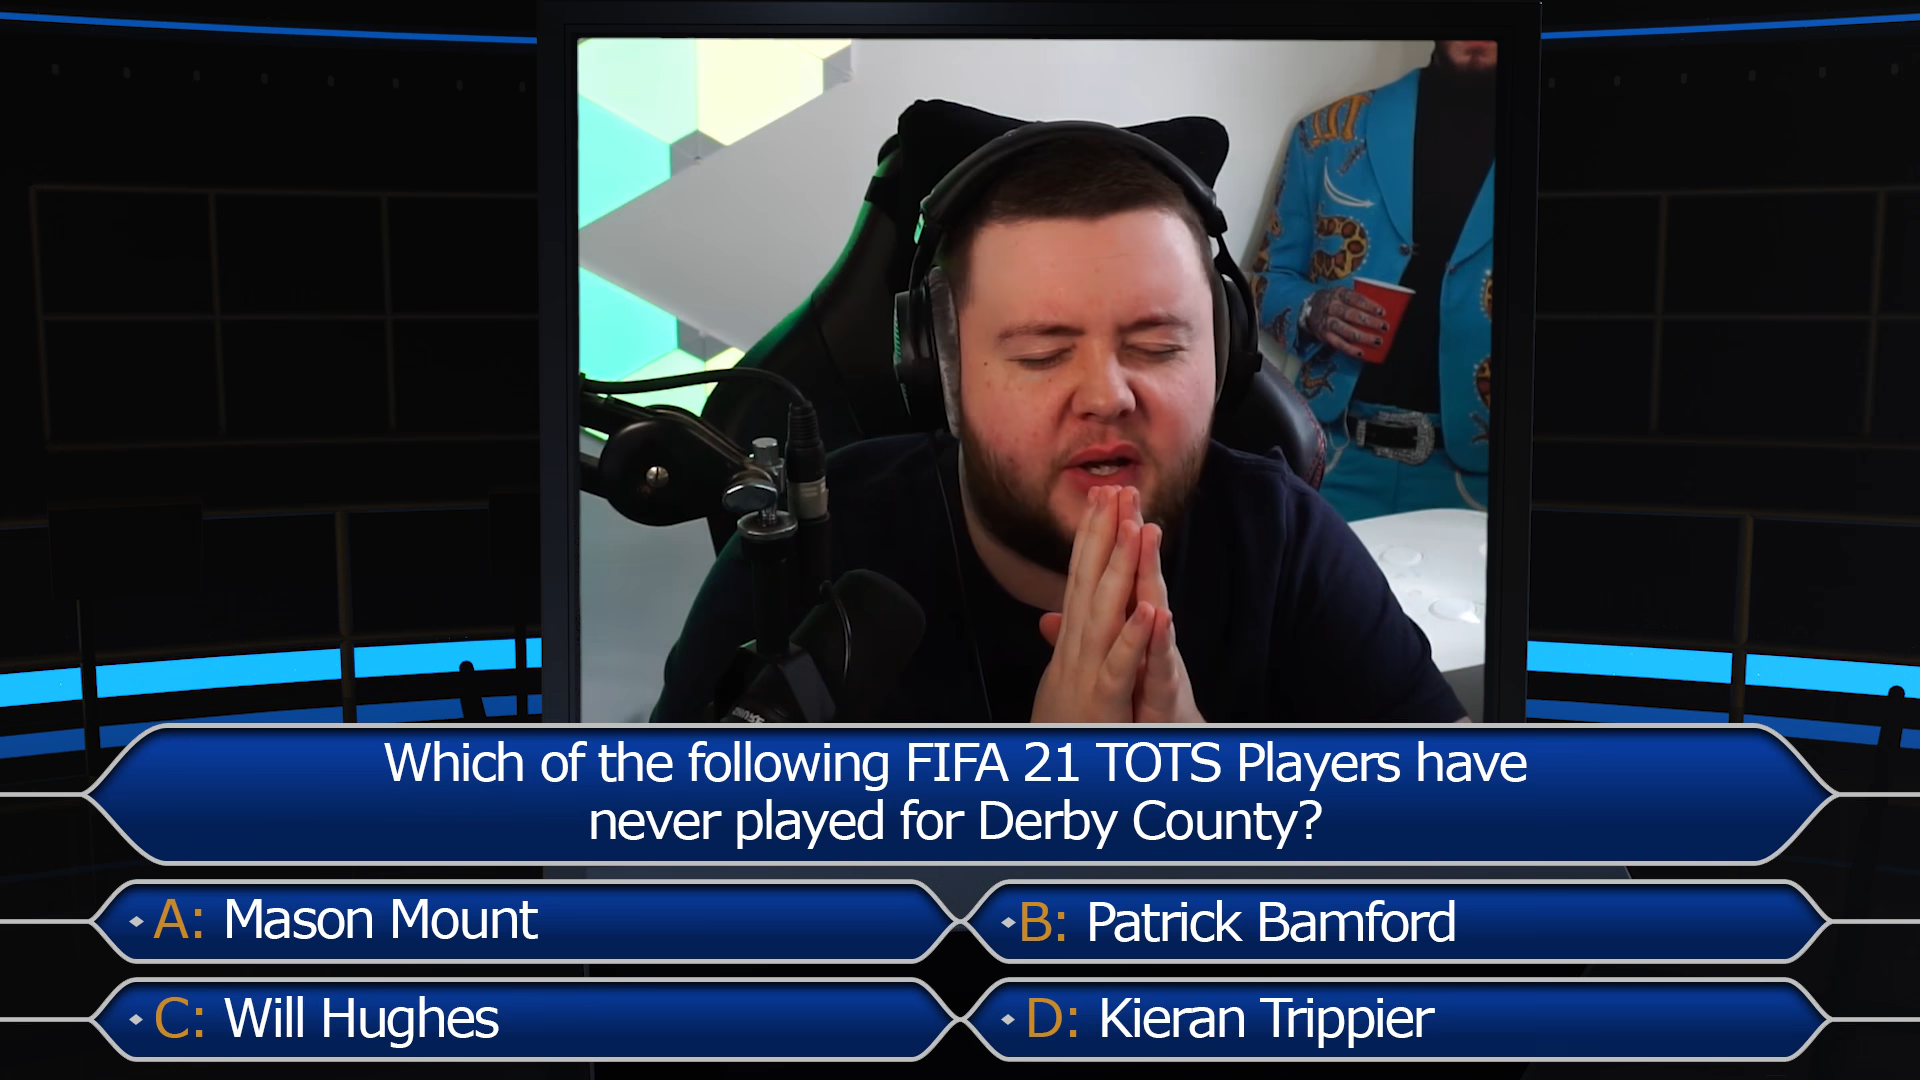 Which of the following FIFA 21 TOTS Players have
never played for Derby County?
A: Mason Mount
B: Patrick Bamford
C: Will Hughes
D: Kieran Trippier